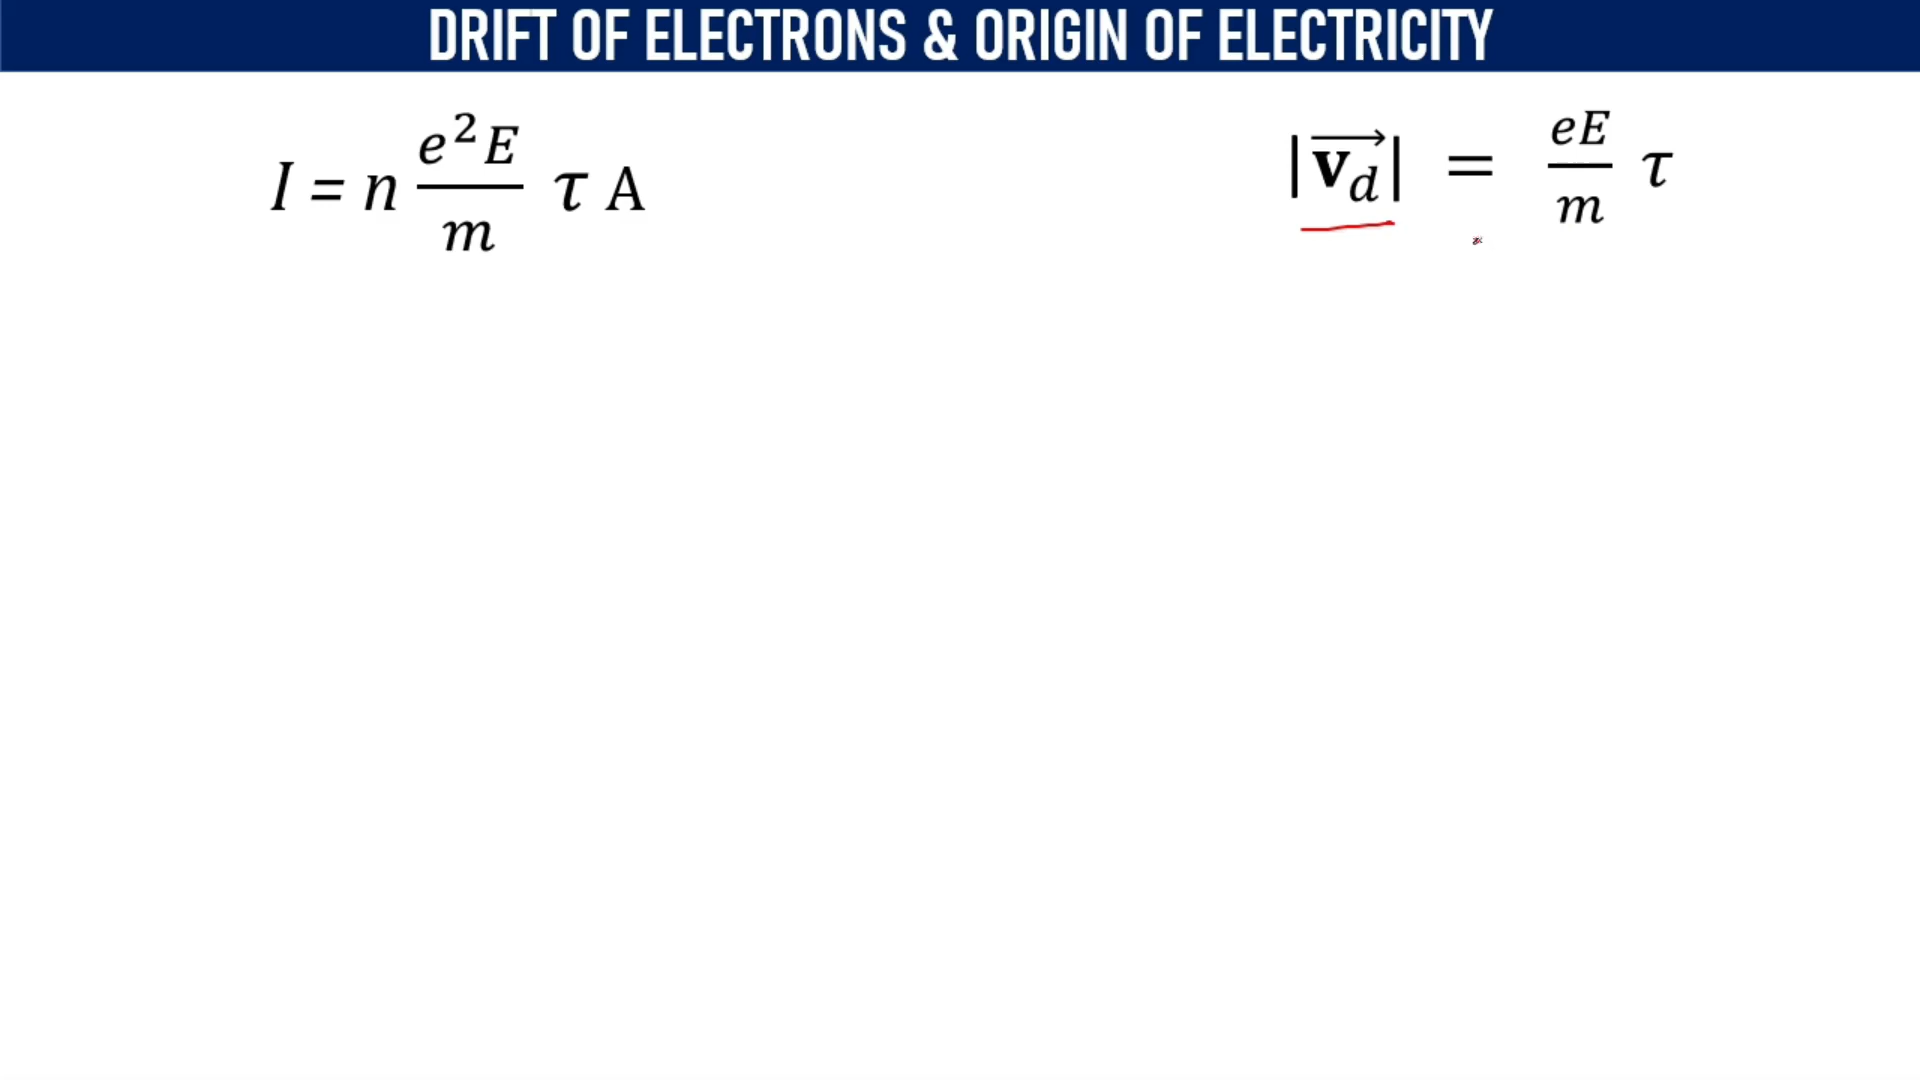 DRIFT OF ELECTRONS & ORIGIN OF ELECTRICITY
I = n e²E/m τ A
|v⃗_d| = eE/m τ